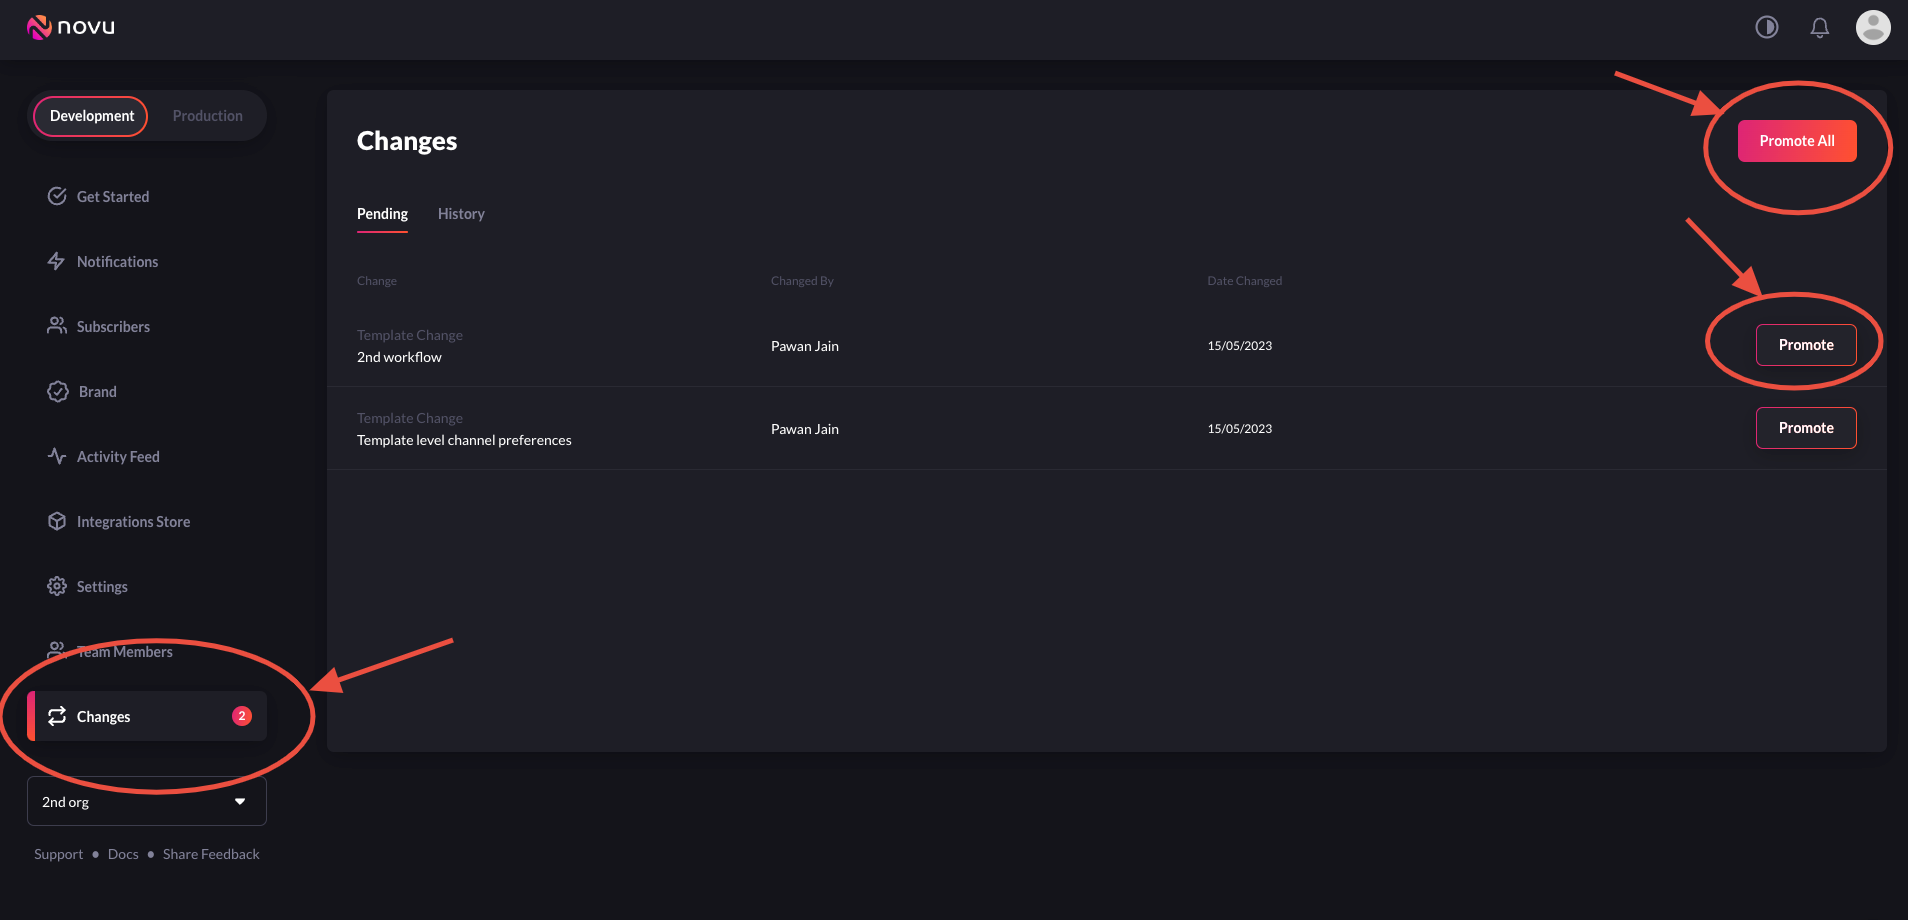 novu
Development
Production
Get Started
Notifications
Subscribers
Brand
Activity Feed
Integrations Store
Settings
Team Members
Changes
2
2nd org
Support • Docs • Share Feedback
Changes
Promote All
Pending
History
Change
Changed By
Date Changed
Template Change
2nd workflow
Pawan Jain
15/05/2023
Promote
Template Change
Template level channel preferences
Pawan Jain
15/05/2023
Promote